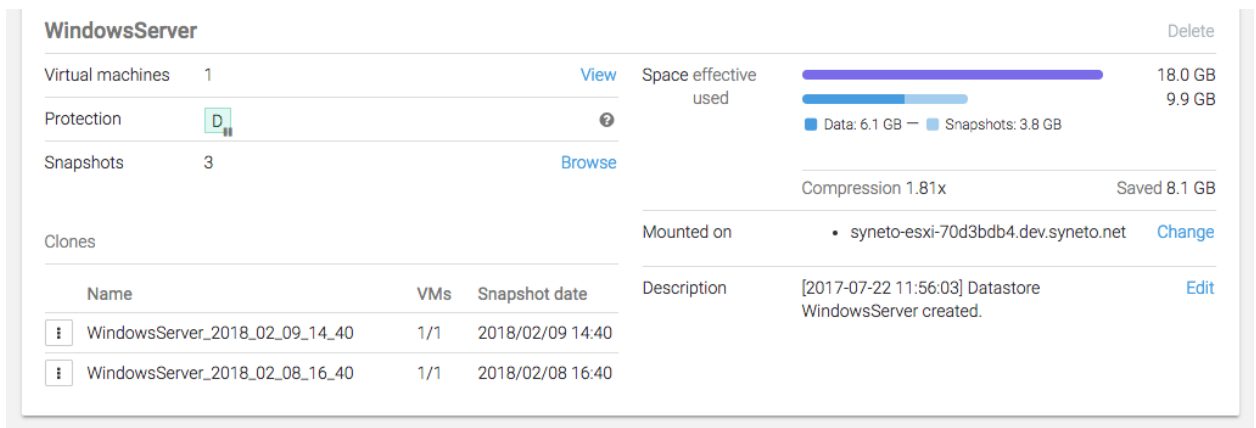 WindowsServer Delete
Virtual machines 1 View
Protection D
Snapshots 3 Browse
Clones
Name VMs Snapshot date
WindowsServer_2018_02_09_14_40 1/1 2018/02/09 14:40
WindowsServer_2018_02_08_16_40 1/1 2018/02/08 16:40
Space effective 18.0 GB
used 9.9 GB
Data: 6.1 GB — Snapshots: 3.8 GB
Compression 1.81x Saved 8.1 GB
Mounted on • syneto-esxi-70d3bdb4.dev.syneto.net Change
Description [2017-07-22 11:56:03] Datastore Edit
WindowsServer created.